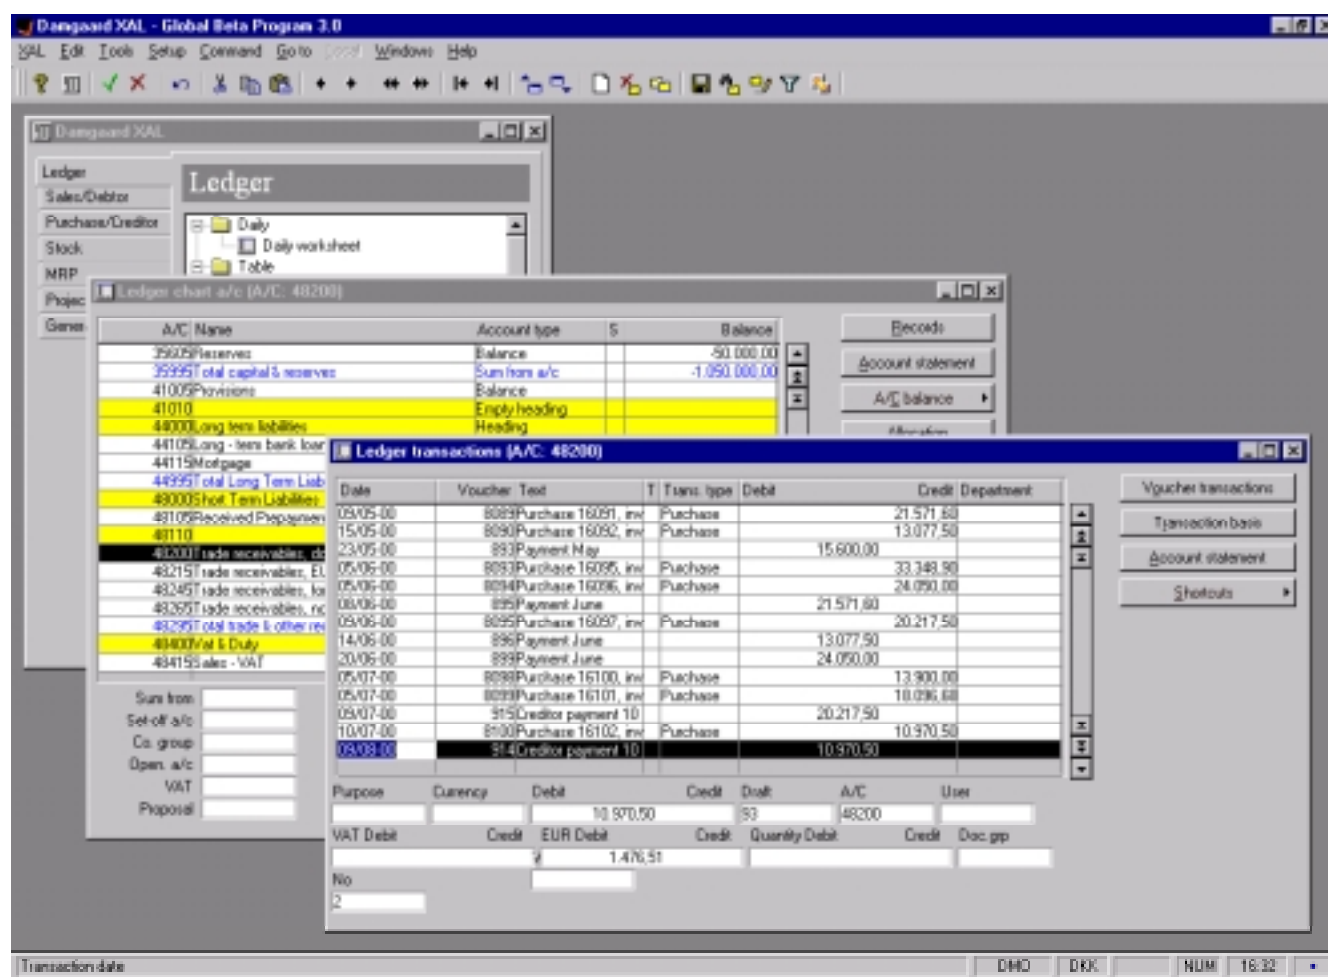 Damgaard XAL - Global Beta Program 3.0
XAL Edit Tools Setup Command Go to Local Windows Help
Damgaard XAL
Ledger
Sales/Debtor
Purchase/Creditor
Stock
MRP
Projec
Gener
Ledger
Daily
Daily worksheet
Table
Ledger chart a/c (A/C: 48200)
A/C Name Account type S Balance
35605 Reserves Balance -50.000,00
35995 Total capital & reserves Sum from a/c -1.050.000,00
41005 Provisions Balance
41010 Empty heading
44000 Long term liabilities Heading
44105 Long - term bank loan
44115 Mortgage
44995 Total Long Term Liab
48000 Short Term Liabilities
48105 Received Prepaymen
48110
48200 Trade receivables, do
48215 Trade receivables, EU
48245 Trade receivables, for
48265 Trade receivables, nc
48295 Total trade & other rec
48400 Vat & Duty
48415 Sales - VAT
Sum from
Set-off a/c
Co. group
Open. a/c
VAT
Proposal
Records
Account statement
A/C balance
Allocation
Ledger transactions (A/C: 48200)
Date Voucher Text T Trans. type Debit Credit Department
09/05-00 8089 Purchase 16091, inv Purchase 21.571,60
15/05-00 8090 Purchase 16092, inv Purchase 13.077,50
23/05-00 893 Payment May 15.600,00
05/06-00 8093 Purchase 16095, inv Purchase 33.348,90
05/06-00 8094 Purchase 16096, inv Purchase 24.050,00
08/06-00 895 Payment June 21.571,60
09/06-00 8095 Purchase 16097, inv Purchase 20.217,50
14/06-00 896 Payment June 13.077,50
20/06-00 899 Payment June 24.050,00
05/07-00 8098 Purchase 16100, inv Purchase 13.900,00
05/07-00 8099 Purchase 16101, inv Purchase 18.096,60
09/07-00 915 Creditor payment 10 20.217,50
10/07-00 8100 Purchase 16102, inv Purchase 10.970,50
09/08-00 914 Creditor payment 10 10.970,50
Purpose Currency Debit Credit Draft A/C User
10.970,50 93 48200
VAT Debit Credit EUR Debit Credit Quantity Debit Credit Doc.grp
1.476,51
No
2
Voucher transactions
Transaction basis
Account statement
Shortcuts
Transaction date DMO DKK NUM 16:32